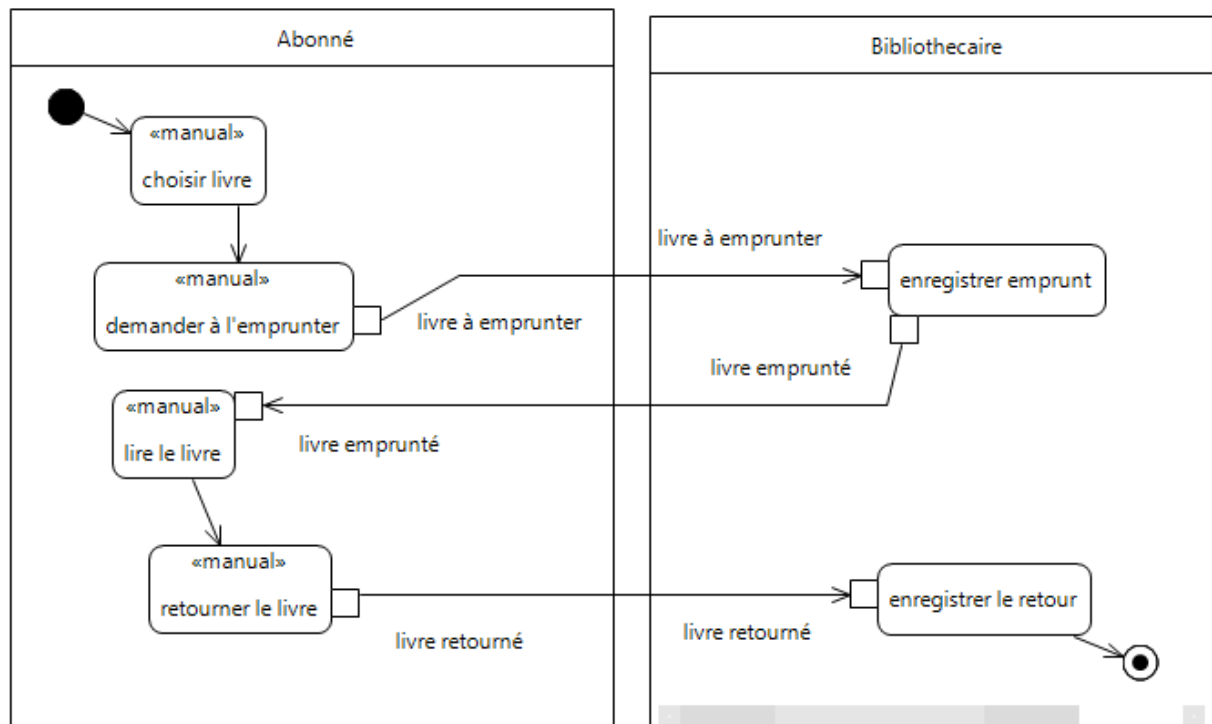 Abonné
Bibliothecaire
«manual»
choisir livre
livre à emprunter
«manual»
demander à l'emprunter
enregistrer emprunt
livre à emprunter
livre emprunté
«manual»
lire le livre
livre emprunté
«manual»
retourner le livre
enregistrer le retour
livre retourné
livre retourné